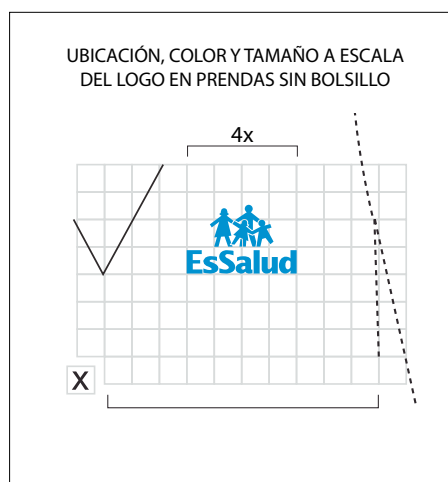 UBICACIÓN, COLOR Y TAMAÑO A ESCALA
DEL LOGO EN PRENDAS SIN BOLSILLO
4x
EsSalud
X